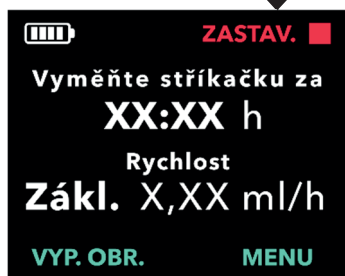 ZASTAV.
Vyměňte stříkačku za
XX:XX h
Rychlost
Zákl. X,XX ml/h
VYP. OBR. MENU